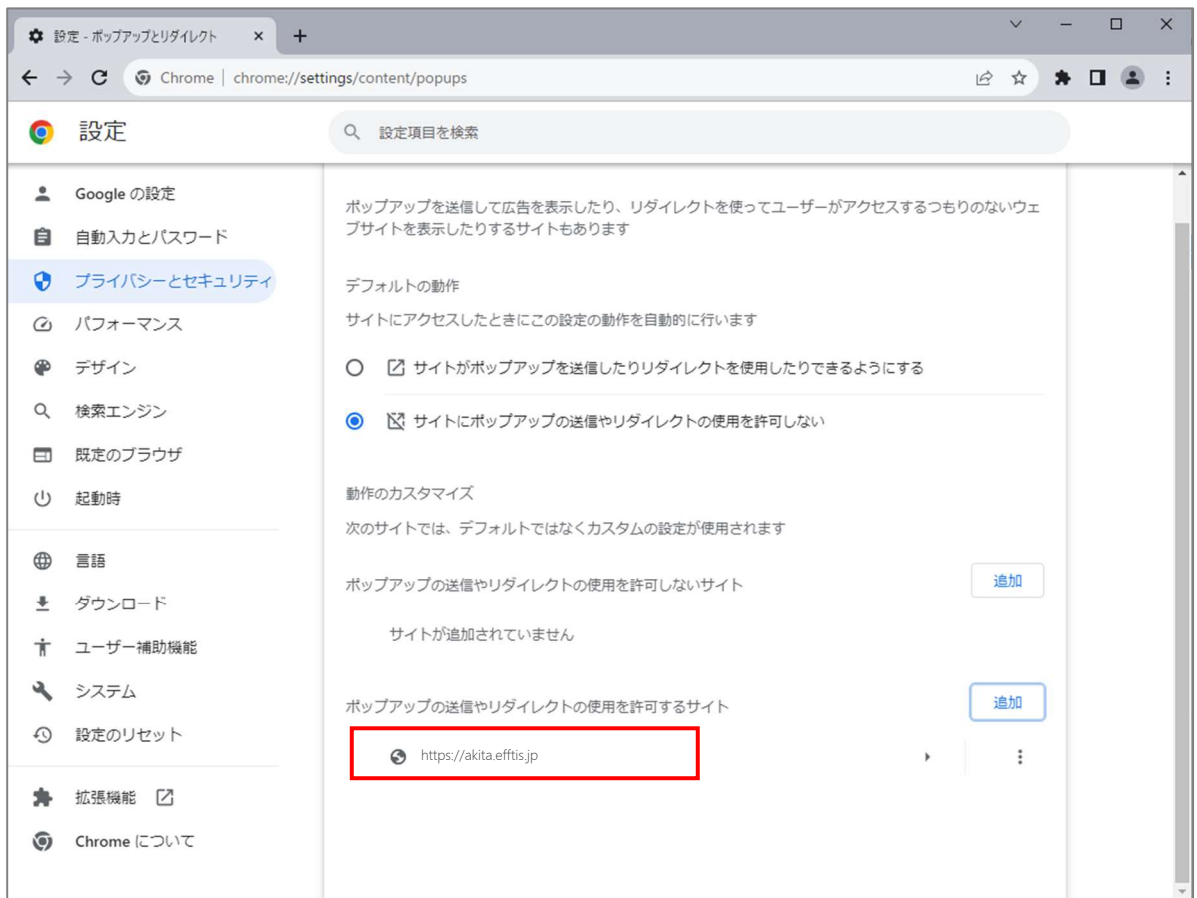 設定 - ポップアップとリダイレクト
Chrome | chrome://settings/content/popups
設定
設定項目を検索
Google の設定
自動入力とパスワード
プライバシーとセキュリティ
パフォーマンス
デザイン
検索エンジン
既定のブラウザ
起動時
言語
ダウンロード
ユーザー補助機能
システム
設定のリセット
拡張機能
Chrome について
ポップアップを送信して広告を表示したり、リダイレクトを使ってユーザーがアクセスするつもりのないウェ
ブサイトを表示したりするサイトもあります
デフォルトの動作
サイトにアクセスしたときにこの設定の動作を自動的に行います
サイトがポップアップを送信したりリダイレクトを使用したりできるようにする
サイトにポップアップの送信やリダイレクトの使用を許可しない
動作のカスタマイズ
次のサイトでは、デフォルトではなくカスタムの設定が使用されます
ポップアップの送信やリダイレクトの使用を許可しないサイト
追加
サイトが追加されていません
ポップアップの送信やリダイレクトの使用を許可するサイト
追加
https://akita.efftis.jp